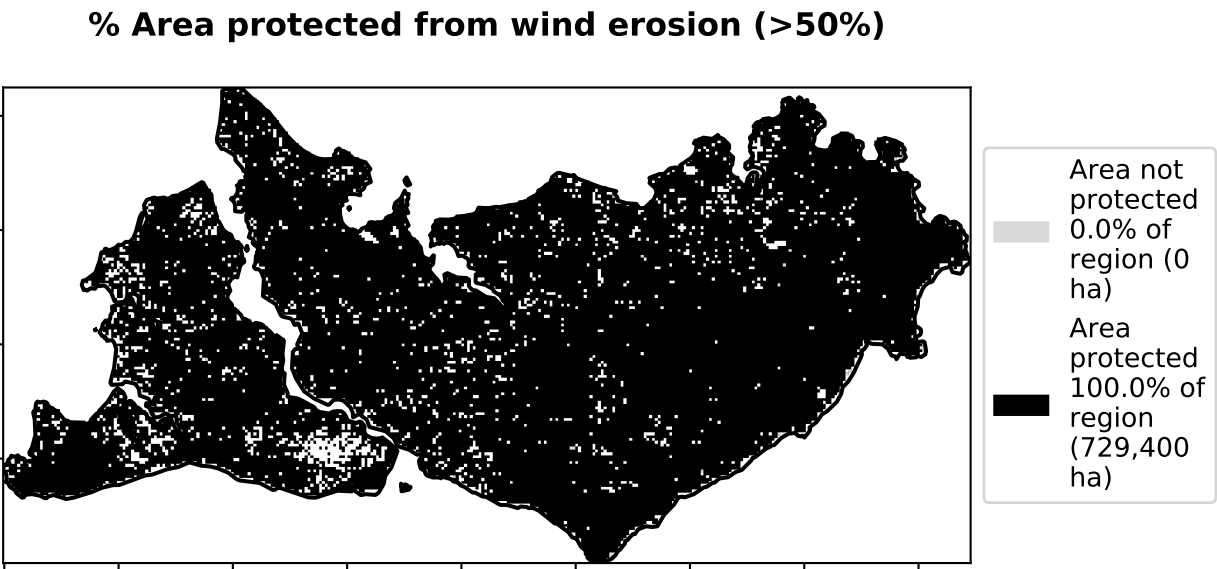 % Area protected from wind erosion (>50%)
Area not
protected
0.0% of
region (0
ha)
Area
protected
100.0% of
region
(729,400
ha)